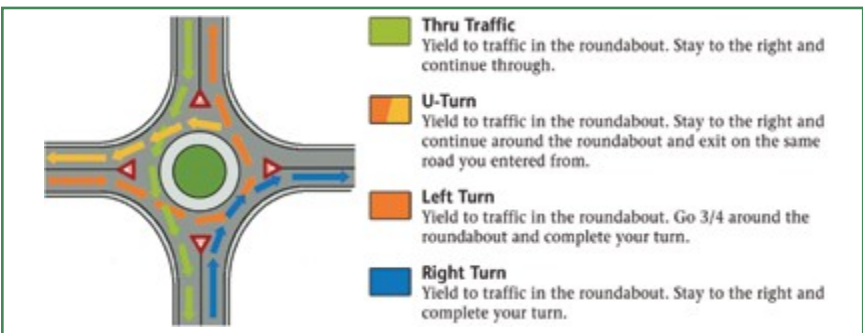 Thru Traffic
Yield to traffic in the roundabout. Stay to the right and
continue through.
U-Turn
Yield to traffic in the roundabout. Stay to the right and
continue around the roundabout and exit on the same
road you entered from.
Left Turn
Yield to traffic in the roundabout. Go 3/4 around the
roundabout and complete your turn.
Right Turn
Yield to traffic in the roundabout. Stay to the right and
complete your turn.